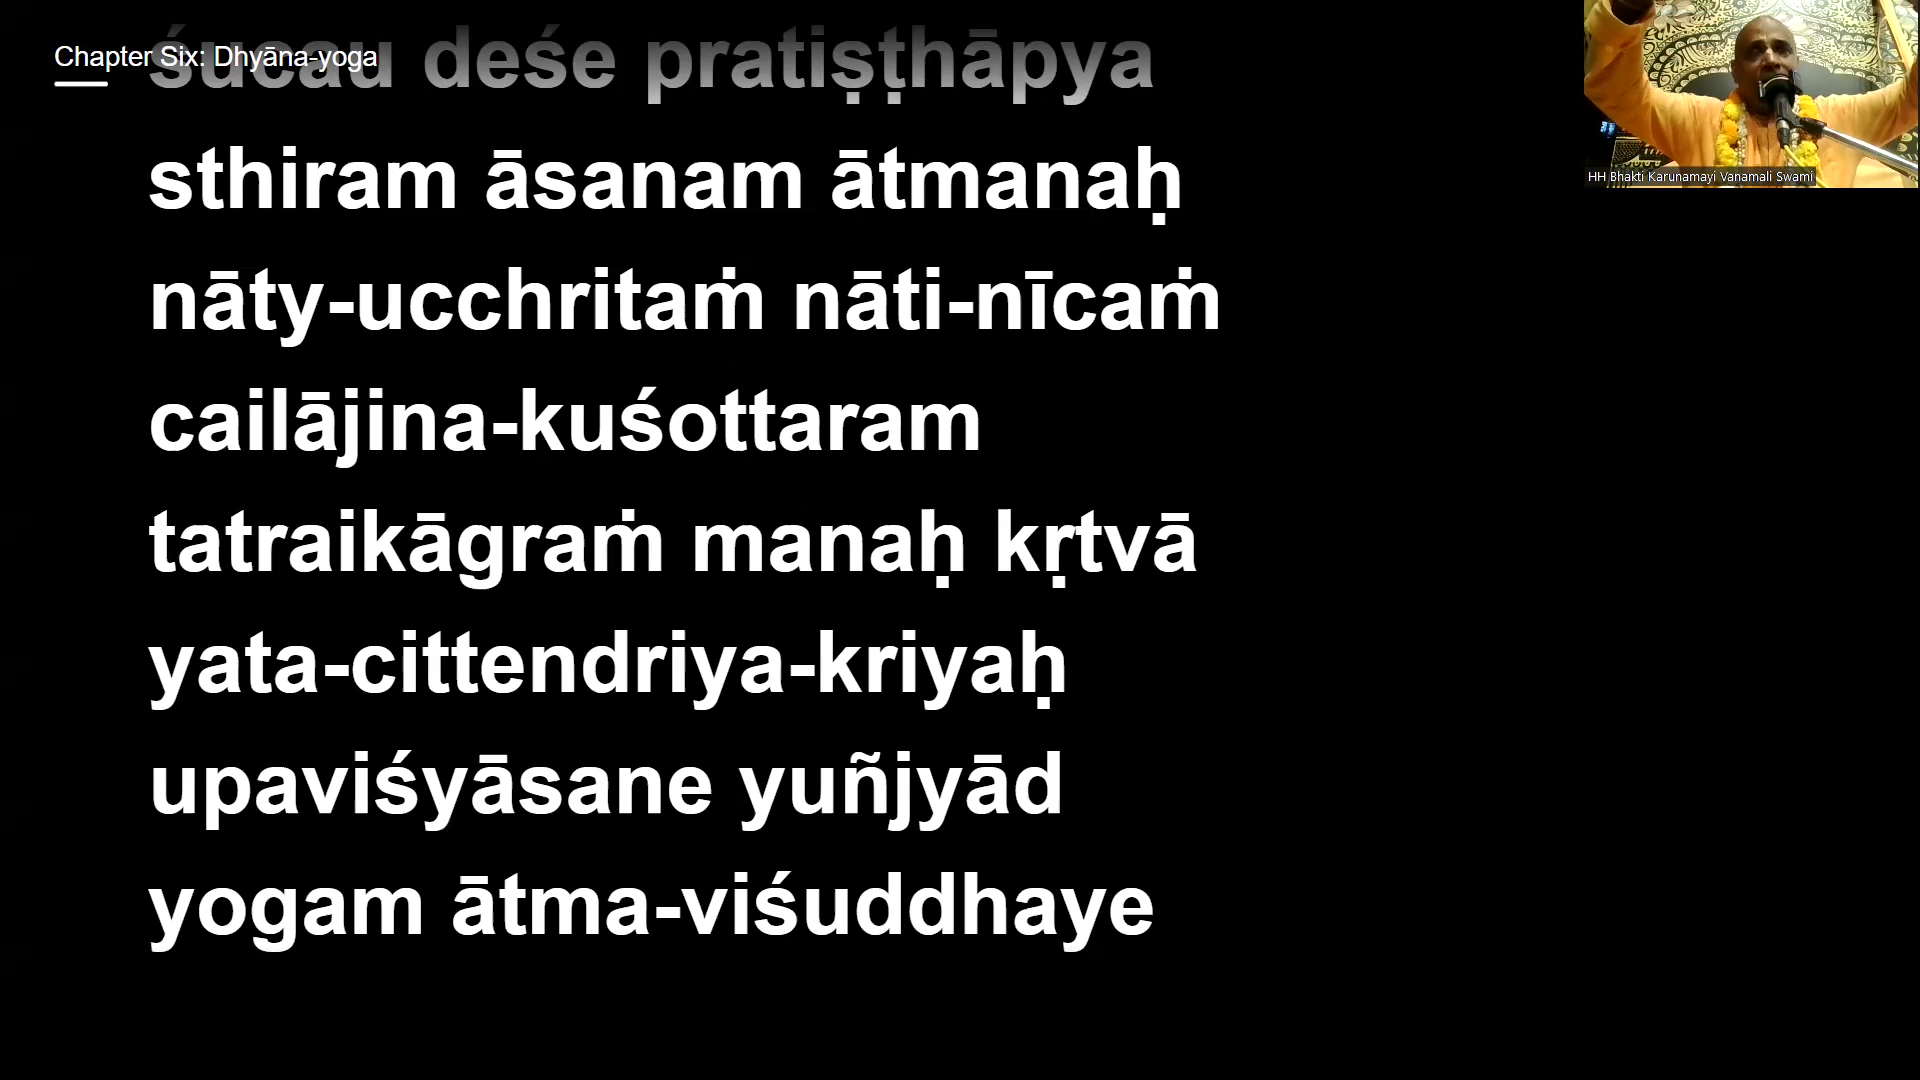 Chapter Six: Dhyāna-yoga
śucau deśe pratiṣṭhāpya
sthiram āsanam ātmanaḥ
nāty-ucchritaṁ nāti-nīcaṁ
cailājina-kuśottaram
tatraikāgraṁ manaḥ kṛtvā
yata-cittendriya-kriyaḥ
upaviśyāsane yuñjyād
yogam ātma-viśuddhaye
HH Bhakti Karunamayi Vanamali Swami